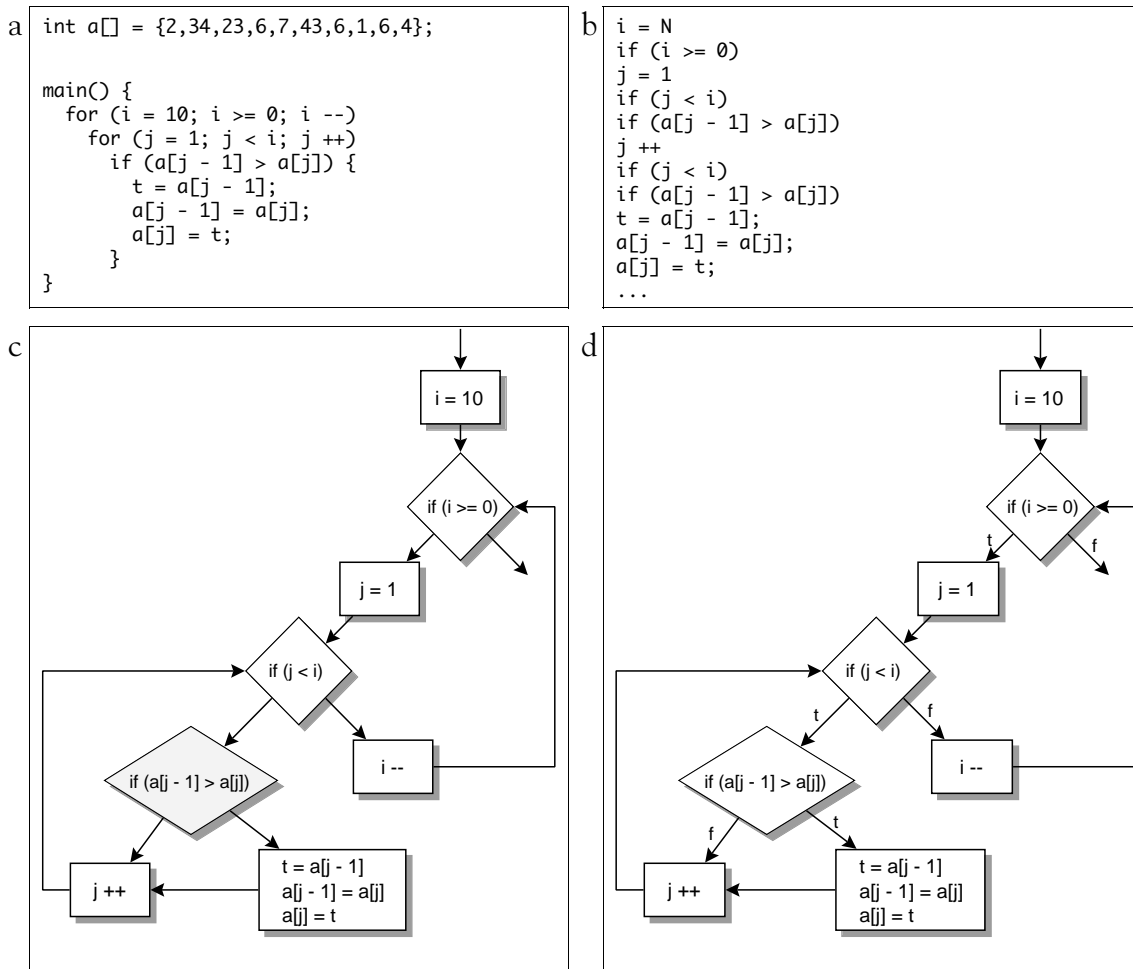 a
int a[] = {2,34,23,6,7,43,6,1,6,4};
main() {
for (i = 10; i >= 0; i --)
for (j = 1; j < i; j ++)
if (a[j - 1] > a[j]) {
t = a[j - 1];
a[j - 1] = a[j];
a[j] = t;
}
}
b
i = N
if (i >= 0)
j = 1
if (j < i)
if (a[j - 1] > a[j])
j ++
if (j < i)
if (a[j - 1] > a[j])
t = a[j - 1];
a[j - 1] = a[j];
a[j] = t;
...
c
i = 10
if (i >= 0)
j = 1
if (j < i)
if (a[j - 1] > a[j])
i --
j ++
t = a[j - 1]
a[j - 1] = a[j]
a[j] = t
d
i = 10
if (i >= 0)
t
f
j = 1
if (j < i)
t
f
if (a[j - 1] > a[j])
i --
f
t
j ++
t = a[j - 1]
a[j - 1] = a[j]
a[j] = t